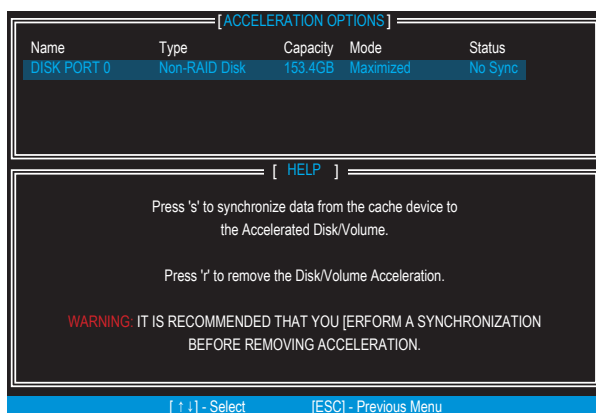 [ACCELERATION OPTIONS]
Name Type Capacity Mode Status
DISK PORT 0 Non-RAID Disk 153.4GB Maximized No Sync
[ HELP ]
Press 's' to synchronize data from the cache device to
the Accelerated Disk/Volume.
Press 'r' to remove the Disk/Volume Acceleration.
WARNING: IT IS RECOMMENDED THAT YOU [ERFORM A SYNCHRONIZATION
BEFORE REMOVING ACCELERATION.
[ ↑↓] - Select [ESC] - Previous Menu